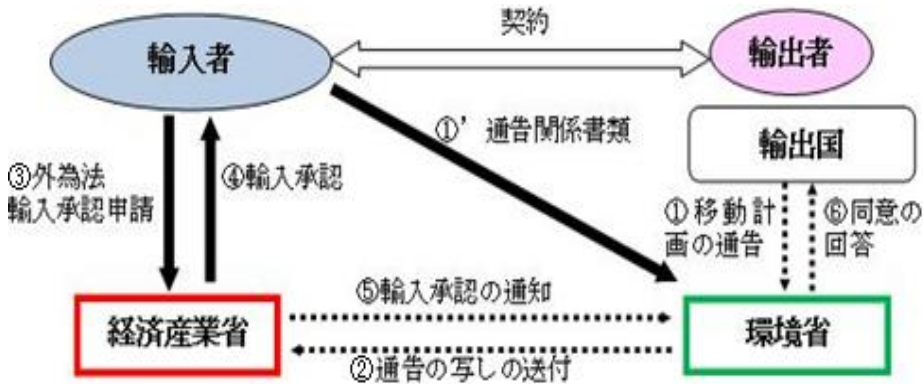 契約
輸入者
輸出者
①’通告関係書類
輸出国
③外為法
輸入承認申請
④輸入承認
①移動計
画の通告
⑥同意の
回答
⑤輸入承認の通知
経済産業省
環境省
②通告の写しの送付